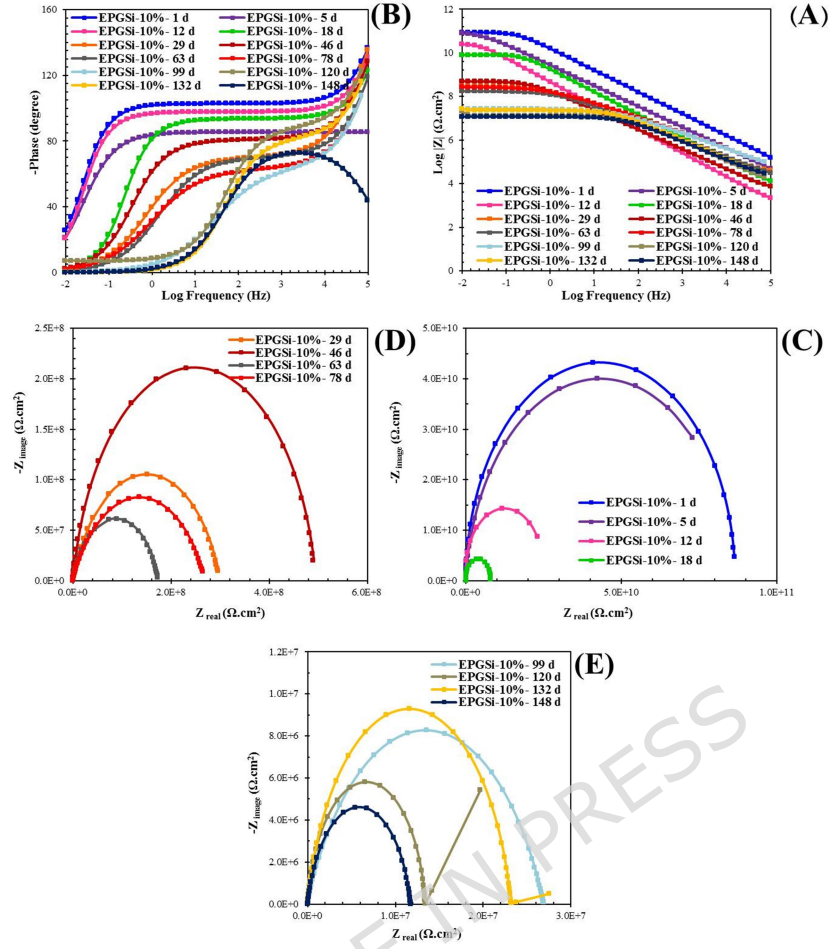 (B)
160
120
80
40
0
-Phase (degree)
EPGSi-10%- 1 d
EPGSi-10%- 5 d
EPGSi-10%- 12 d
EPGSi-10%- 18 d
EPGSi-10%- 29 d
EPGSi-10%- 46 d
EPGSi-10%- 63 d
EPGSi-10%- 78 d
EPGSi-10%- 99 d
EPGSi-10%- 120 d
EPGSi-10%- 132 d
EPGSi-10%- 148 d
-2 -1 0 1 2 3 4 5
Log Frequency (Hz)
(A)
12
10
8
6
4
2
0
Log |Z| (Ω.cm²)
EPGSi-10%- 1 d
EPGSi-10%- 5 d
EPGSi-10%- 12 d
EPGSi-10%- 18 d
EPGSi-10%- 29 d
EPGSi-10%- 46 d
EPGSi-10%- 63 d
EPGSi-10%- 78 d
EPGSi-10%- 99 d
EPGSi-10%- 120 d
EPGSi-10%- 132 d
EPGSi-10%- 148 d
-2 -1 0 1 2 3 4 5
Log Frequency (Hz)
(D)
2.5E+8
2.0E+8
1.5E+8
1.0E+8
5.0E+7
0.0E+0
-Z image (Ω.cm²)
EPGSi-10%- 29 d
EPGSi-10%- 46 d
EPGSi-10%- 63 d
EPGSi-10%- 78 d
0.0E+0 2.0E+8 4.0E+8 6.0E+8
Z real (Ω.cm²)
(C)
5.0E+10
4.0E+10
3.0E+10
2.0E+10
1.0E+10
0.0E+0
-Z image (Ω.cm²)
EPGSi-10%- 1 d
EPGSi-10%- 5 d
EPGSi-10%- 12 d
EPGSi-10%- 18 d
0.0E+0 5.0E+10 1.0E+11
Z real (Ω.cm²)
(E)
1.2E+7
1.0E+7
8.0E+6
6.0E+6
4.0E+6
2.0E+6
0.0E+0
-Z image (Ω.cm²)
EPGSi-10%- 99 d
EPGSi-10%- 120 d
EPGSi-10%- 132 d
EPGSi-10%- 148 d
0.0E+0 1.0E+7 2.0E+7 3.0E+7
Z real (Ω.cm²)
IN PRESS